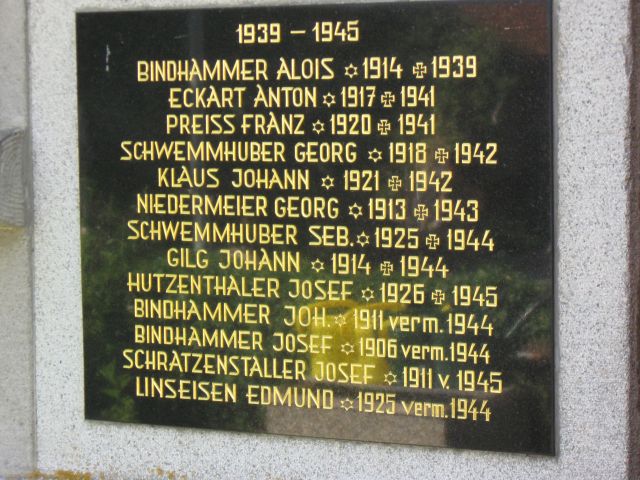 1939 – 1945
BINDHAMMER ALOIS ✡1914 ✠1939
ECKART ANTON ✡1917 ✠ 1941
PREISS FRANZ ✡1920 ✠ 1941
SCHWEMMHUBER GEORG ✡ 1918 ✠ 1942
KLAUS JOHANN ✡ 1921 ✠ 1942
NIEDERMEIER GEORG ✡1913 ✠1943
SCHWEMMHUBER SEB.✡1925 ✠ 1944
GILG JOHANN ✡ 1914 ✠ 1944
HUTZENTHALER JOSEF ✡1926 ✠ 1945
BINDHAMMER JOH. ✡1911 verm. 1944
BINDHAMMER JOSEF ✡1906 verm. 1944
SCHRATZENSTALLER JOSEF ✡1911 v. 1945
LINSEISEN EDMUND ✡1925 verm. 1944